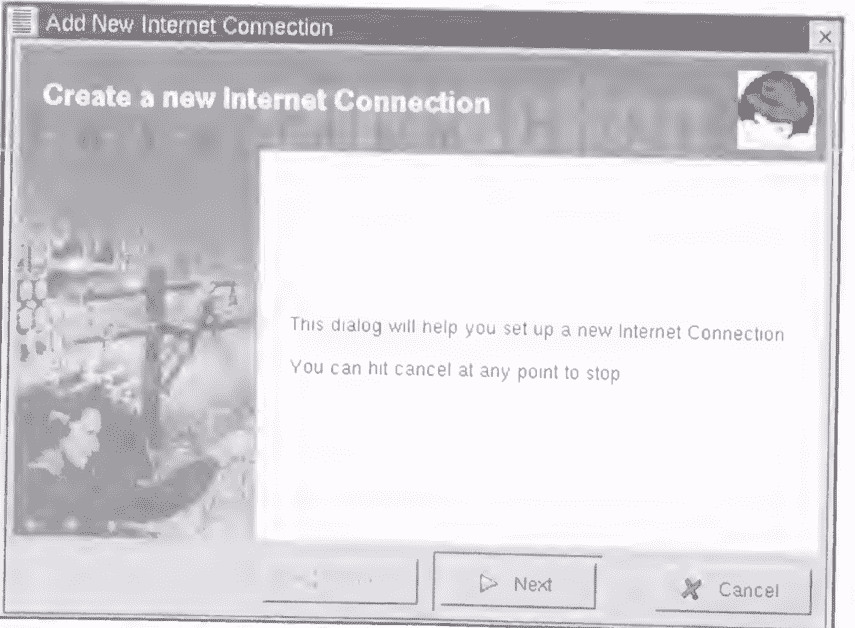 Add New Internet Connection
Create a new Internet Connection
This dialog will help you set up a new Internet Connection
You can hit cancel at any point to stop
Next
Cancel